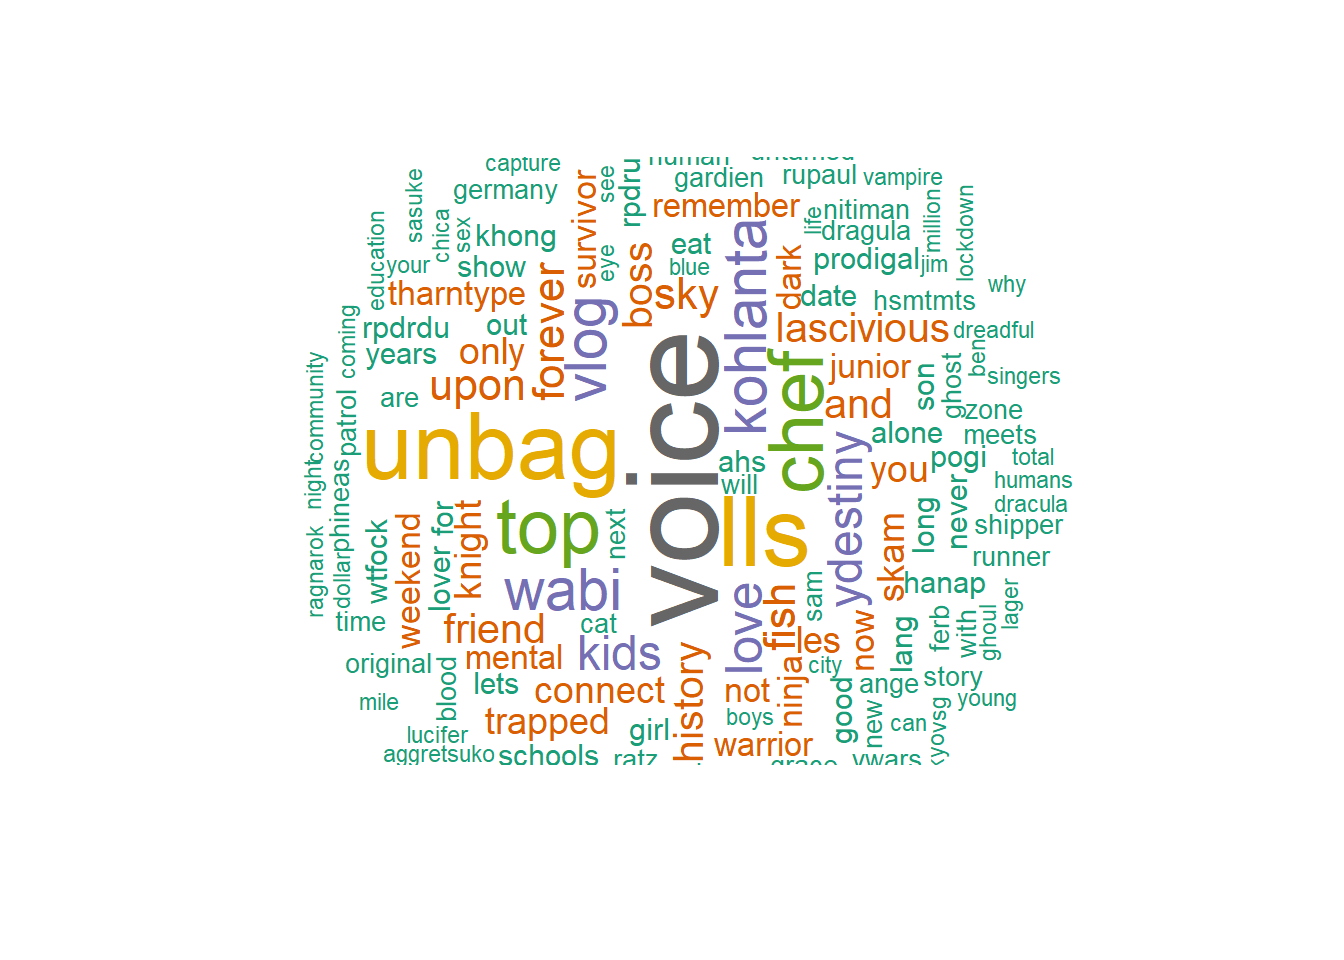 capture
human
untamed
see
germany
gardien
rupaul
vampire
sasuke
chica
sex
survivor
rpdru
remember
life
nitiman
million
lockdown
education
khong
eat
dragula
your
show
eye
boss
blue
kohlanta
dark
prodigal
jim
why
tharntype
forever
vlog
sky
date
hsmtmts
coming
rpdrdu
out
lascivious
dreadful
years
only
voice
chef
junior
son
ghost
bene
singers
community
patrol
are
upon
and
zone
unbag
ahs
alone
meets
night
phineas
will
ydestiny
you
pogi
total
humans
ragnarok
dollar
wtfock
weekend
lover for
knight
top
next
lls
skam
long
never
dracula
shipper
runner
wabi
love
fish
sam
hanap
time
friend
cat
les
now
lang
ferb
with
ghoul
lager
original
mental
kids
city
blood
lets
connect
history
not
ninja
good
ange
story
young
mile
trapped
girl
boys
new
can
kyovsg
lucifer
warrior
aggretsuko
schools
ratz
grace
vwars